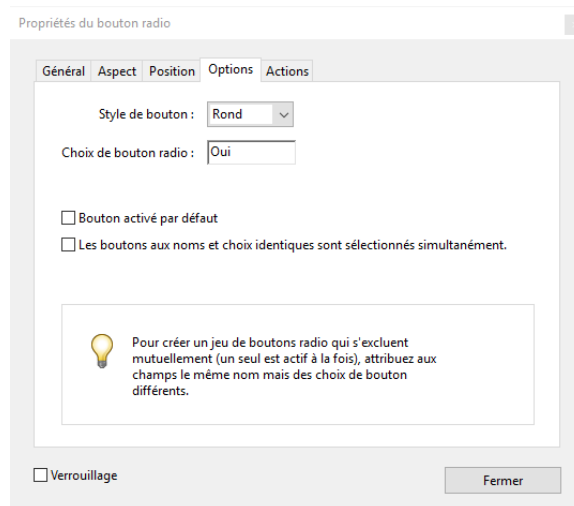 Propriétés du bouton radio
Général Aspect Position Options Actions
Style de bouton : Rond
Choix de bouton radio : Oui
Bouton activé par défaut
Les boutons aux noms et choix identiques sont sélectionnés simultanément.
Pour créer un jeu de boutons radio qui s'excluent
mutuellement (un seul est actif à la fois), attribuez aux
champs le même nom mais des choix de bouton
différents.
Verrouillage
Fermer